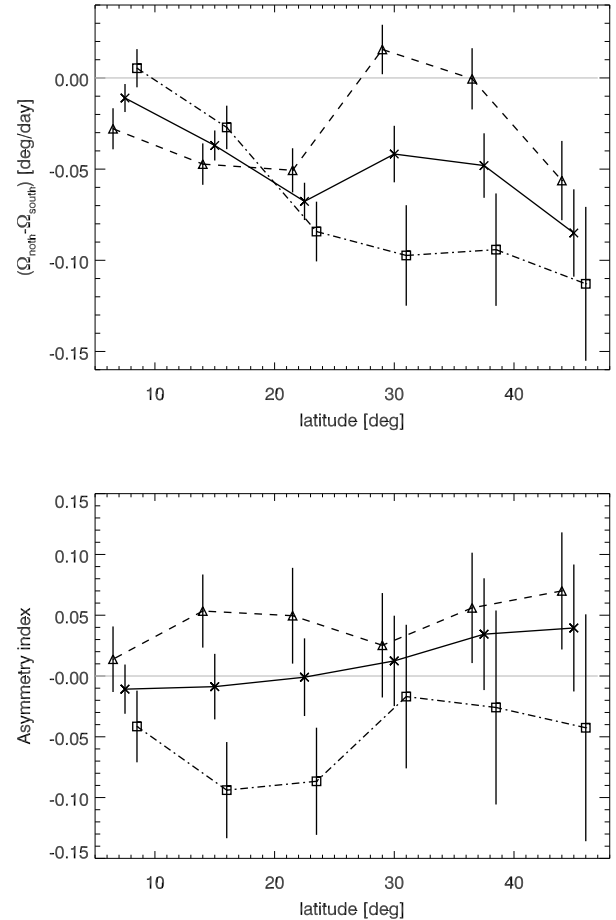 0.00
-0.05
-0.10
-0.15
(Ωnoth-Ωsouth) [deg/day]
10 20 30 40
latitude [deg]
0.15
0.10
0.05
-0.00
-0.05
-0.10
-0.15
Asymmetry index
10 20 30 40
latitude [deg]